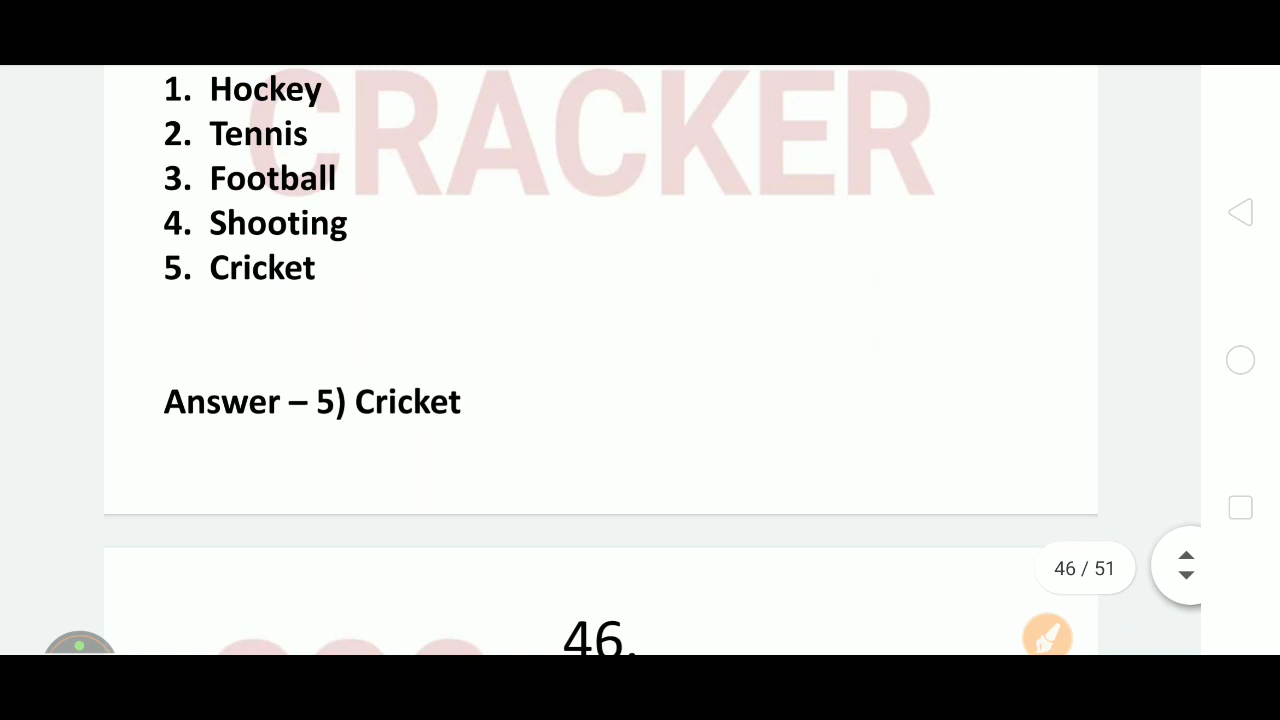 CRACKER
1. Hockey
2. Tennis
3. Football
4. Shooting
5. Cricket
Answer – 5) Cricket
46 / 51
46.